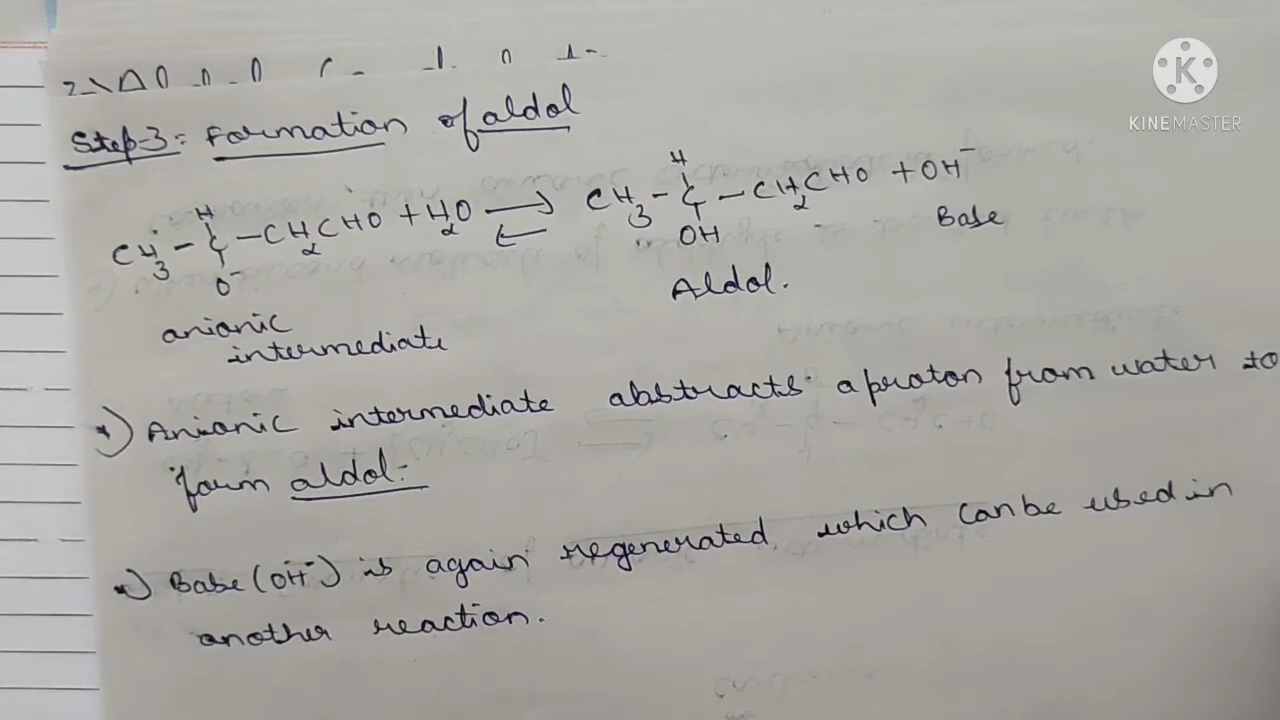 Step-3: Formation of aldol
H H
CH3 - C - CH2CHO + H2O ⇌ CH3 - C - CH2CHO + OH⁻
O⁻ OH Base
anionic Aldol.
intermediate
*) Anionic intermediate abstracts a proton from water to
form aldol:-
*) Base (OH⁻) is again regenerated which can be used in
another reaction.
K
KINEMASTER